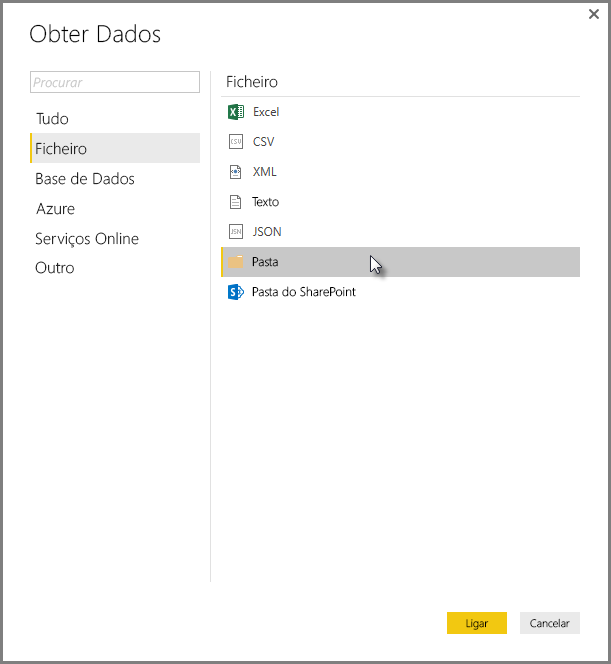 Obter Dados
Procurar
Tudo
Ficheiro
Base de Dados
Azure
Serviços Online
Outro
Ficheiro
Excel
CSV
XML
Texto
JSON
Pasta
Pasta do SharePoint
Ligar
Cancelar